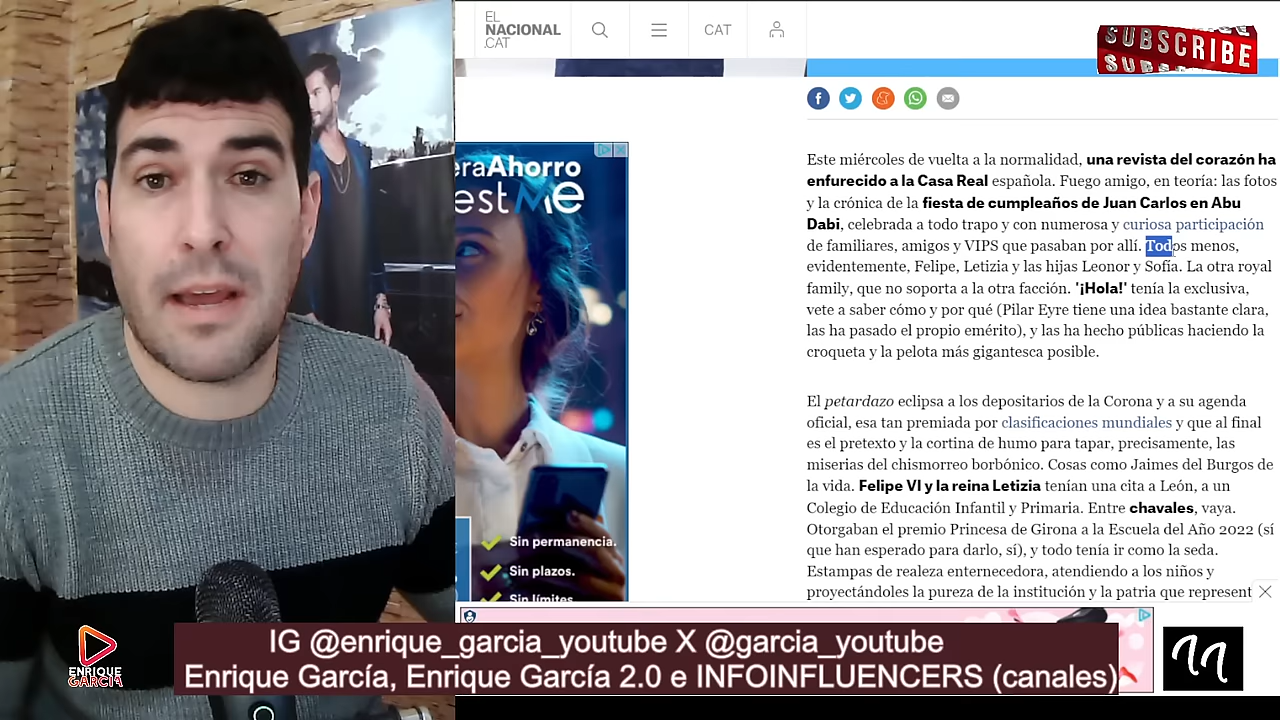 EL
NACIONAL
.CAT
CAT
SUBSCRIBE
SUBS
eraAhorro
estMe
Sin permanencia.
Sin plazos.
Sin límites
Este miércoles de vuelta a la normalidad, una revista del corazón ha
enfurecido a la Casa Real española. Fuego amigo, en teoría: las fotos
y la crónica de la fiesta de cumpleaños de Juan Carlos en Abu
Dabi, celebrada a todo trapo y con numerosa y curiosa participación
de familiares, amigos y VIPS que pasaban por allí. Todos menos,
evidentemente, Felipe, Letizia y las hijas Leonor y Sofía. La otra royal
family, que no soporta a la otra facción. '¡Hola!' tenía la exclusiva,
vete a saber cómo y por qué (Pilar Eyre tiene una idea bastante clara,
las ha pasado el propio emérito), y las ha hecho públicas haciendo la
croqueta y la pelota más gigantesca posible.
El petardazo eclipsa a los depositarios de la Corona y a su agenda
oficial, esa tan premiada por clasificaciones mundiales y que al final
es el pretexto y la cortina de humo para tapar, precisamente, las
miserias del chismorreo borbónico. Cosas como Jaimes del Burgos de
la vida. Felipe VI y la reina Letizia tenían una cita a León, a un
Colegio de Educación Infantil y Primaria. Entre chavales, vaya.
Otorgaban el premio Princesa de Girona a la Escuela del Año 2022 (sí
que han esperado para darlo, sí), y todo tenía ir como la seda.
Estampas de realeza enternecedora, atendiendo a los niños y
proyectándoles la pureza de la institución y la patria que represent
IG @enrique_garcia_youtube X @garcia_youtube
Enrique García, Enrique García 2.0 e INFOINFLUENCERS (canales)
ENRIQUE
GARCÍA